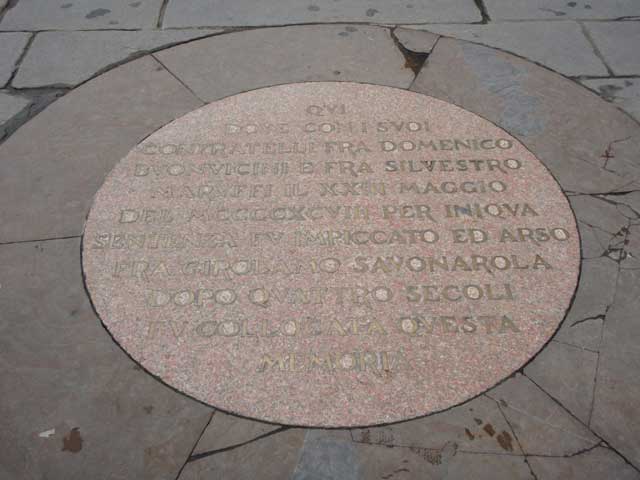 QVI
DOVE CON I SVOI
CONFRATELLI FRA DOMENICO
BVONVICINI E FRA SILVESTRO
MARVFFI IL XXIII MAGGIO
DEL MCCCCXCVIII PER INIQVA
SENTENZA FV IMPICCATO ED ARSO
FRA GIROLAMO SAVONAROLA
DOPO QVATTRO SECOLI
FV COLLOCATA QVESTA
MEMORIA